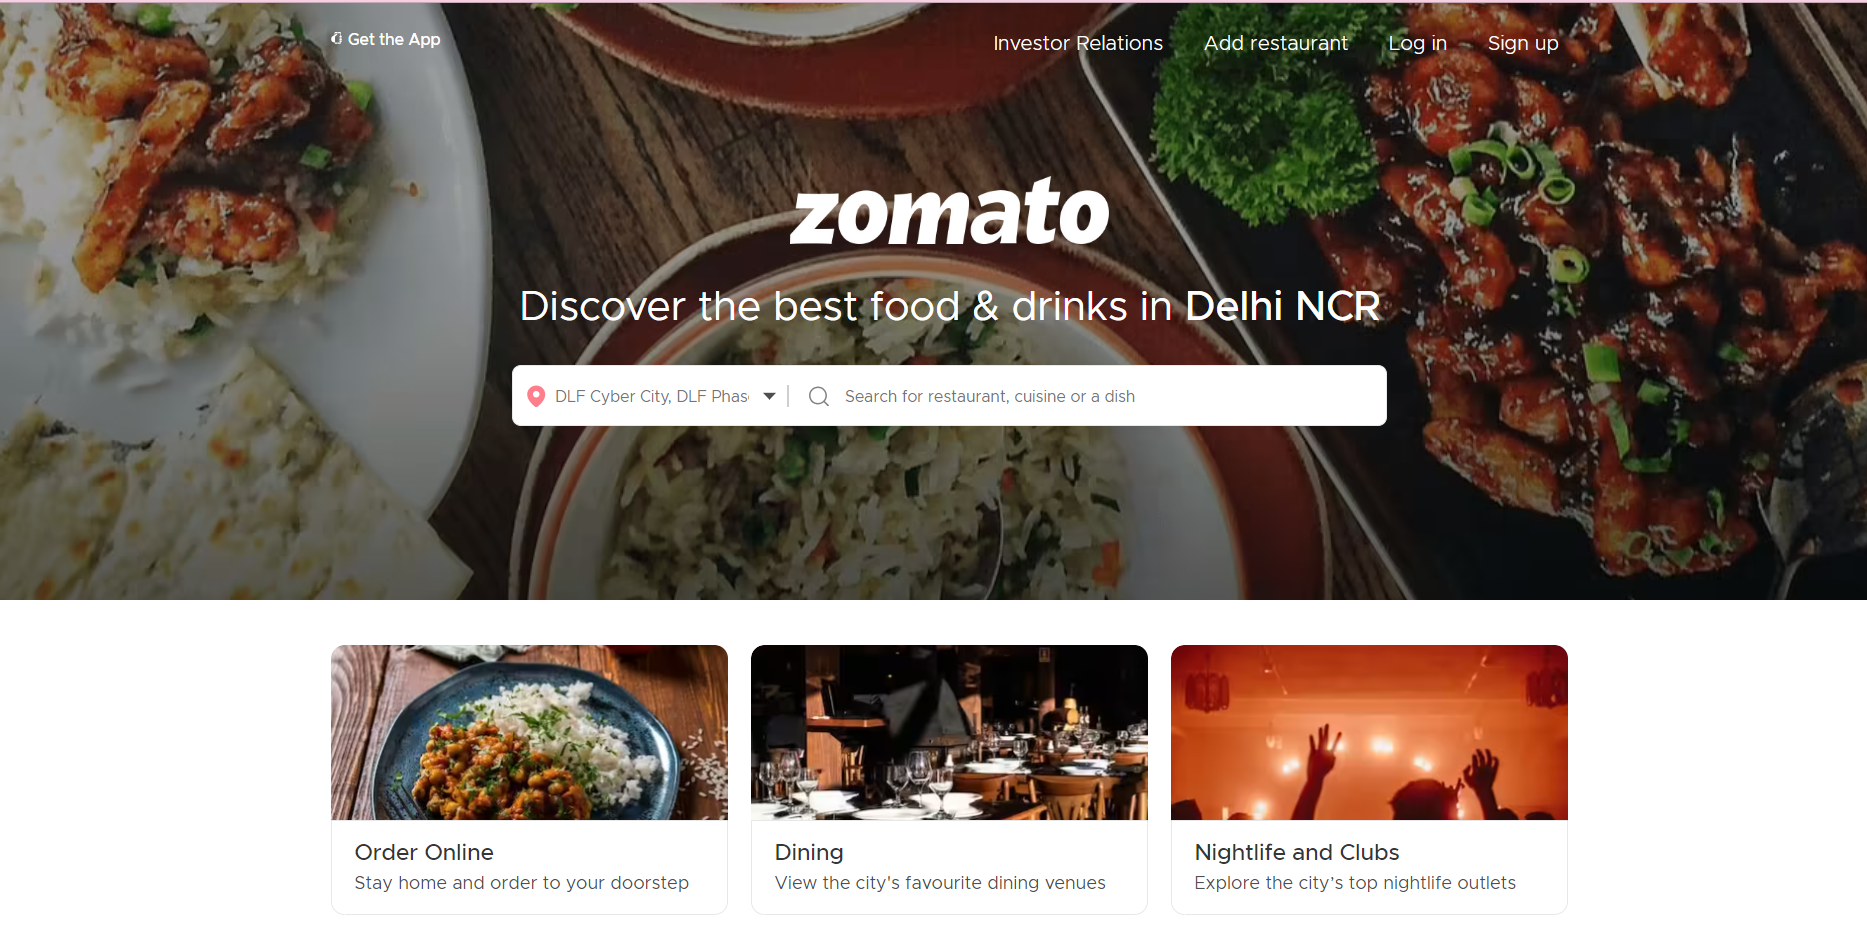 Get the App
Investor Relations
Add restaurant
Log in
Sign up
zomato
Discover the best food & drinks in Delhi NCR
DLF Cyber City, DLF Phas
Search for restaurant, cuisine or a dish
Order Online
Stay home and order to your doorstep
Dining
View the city's favourite dining venues
Nightlife and Clubs
Explore the city’s top nightlife outlets